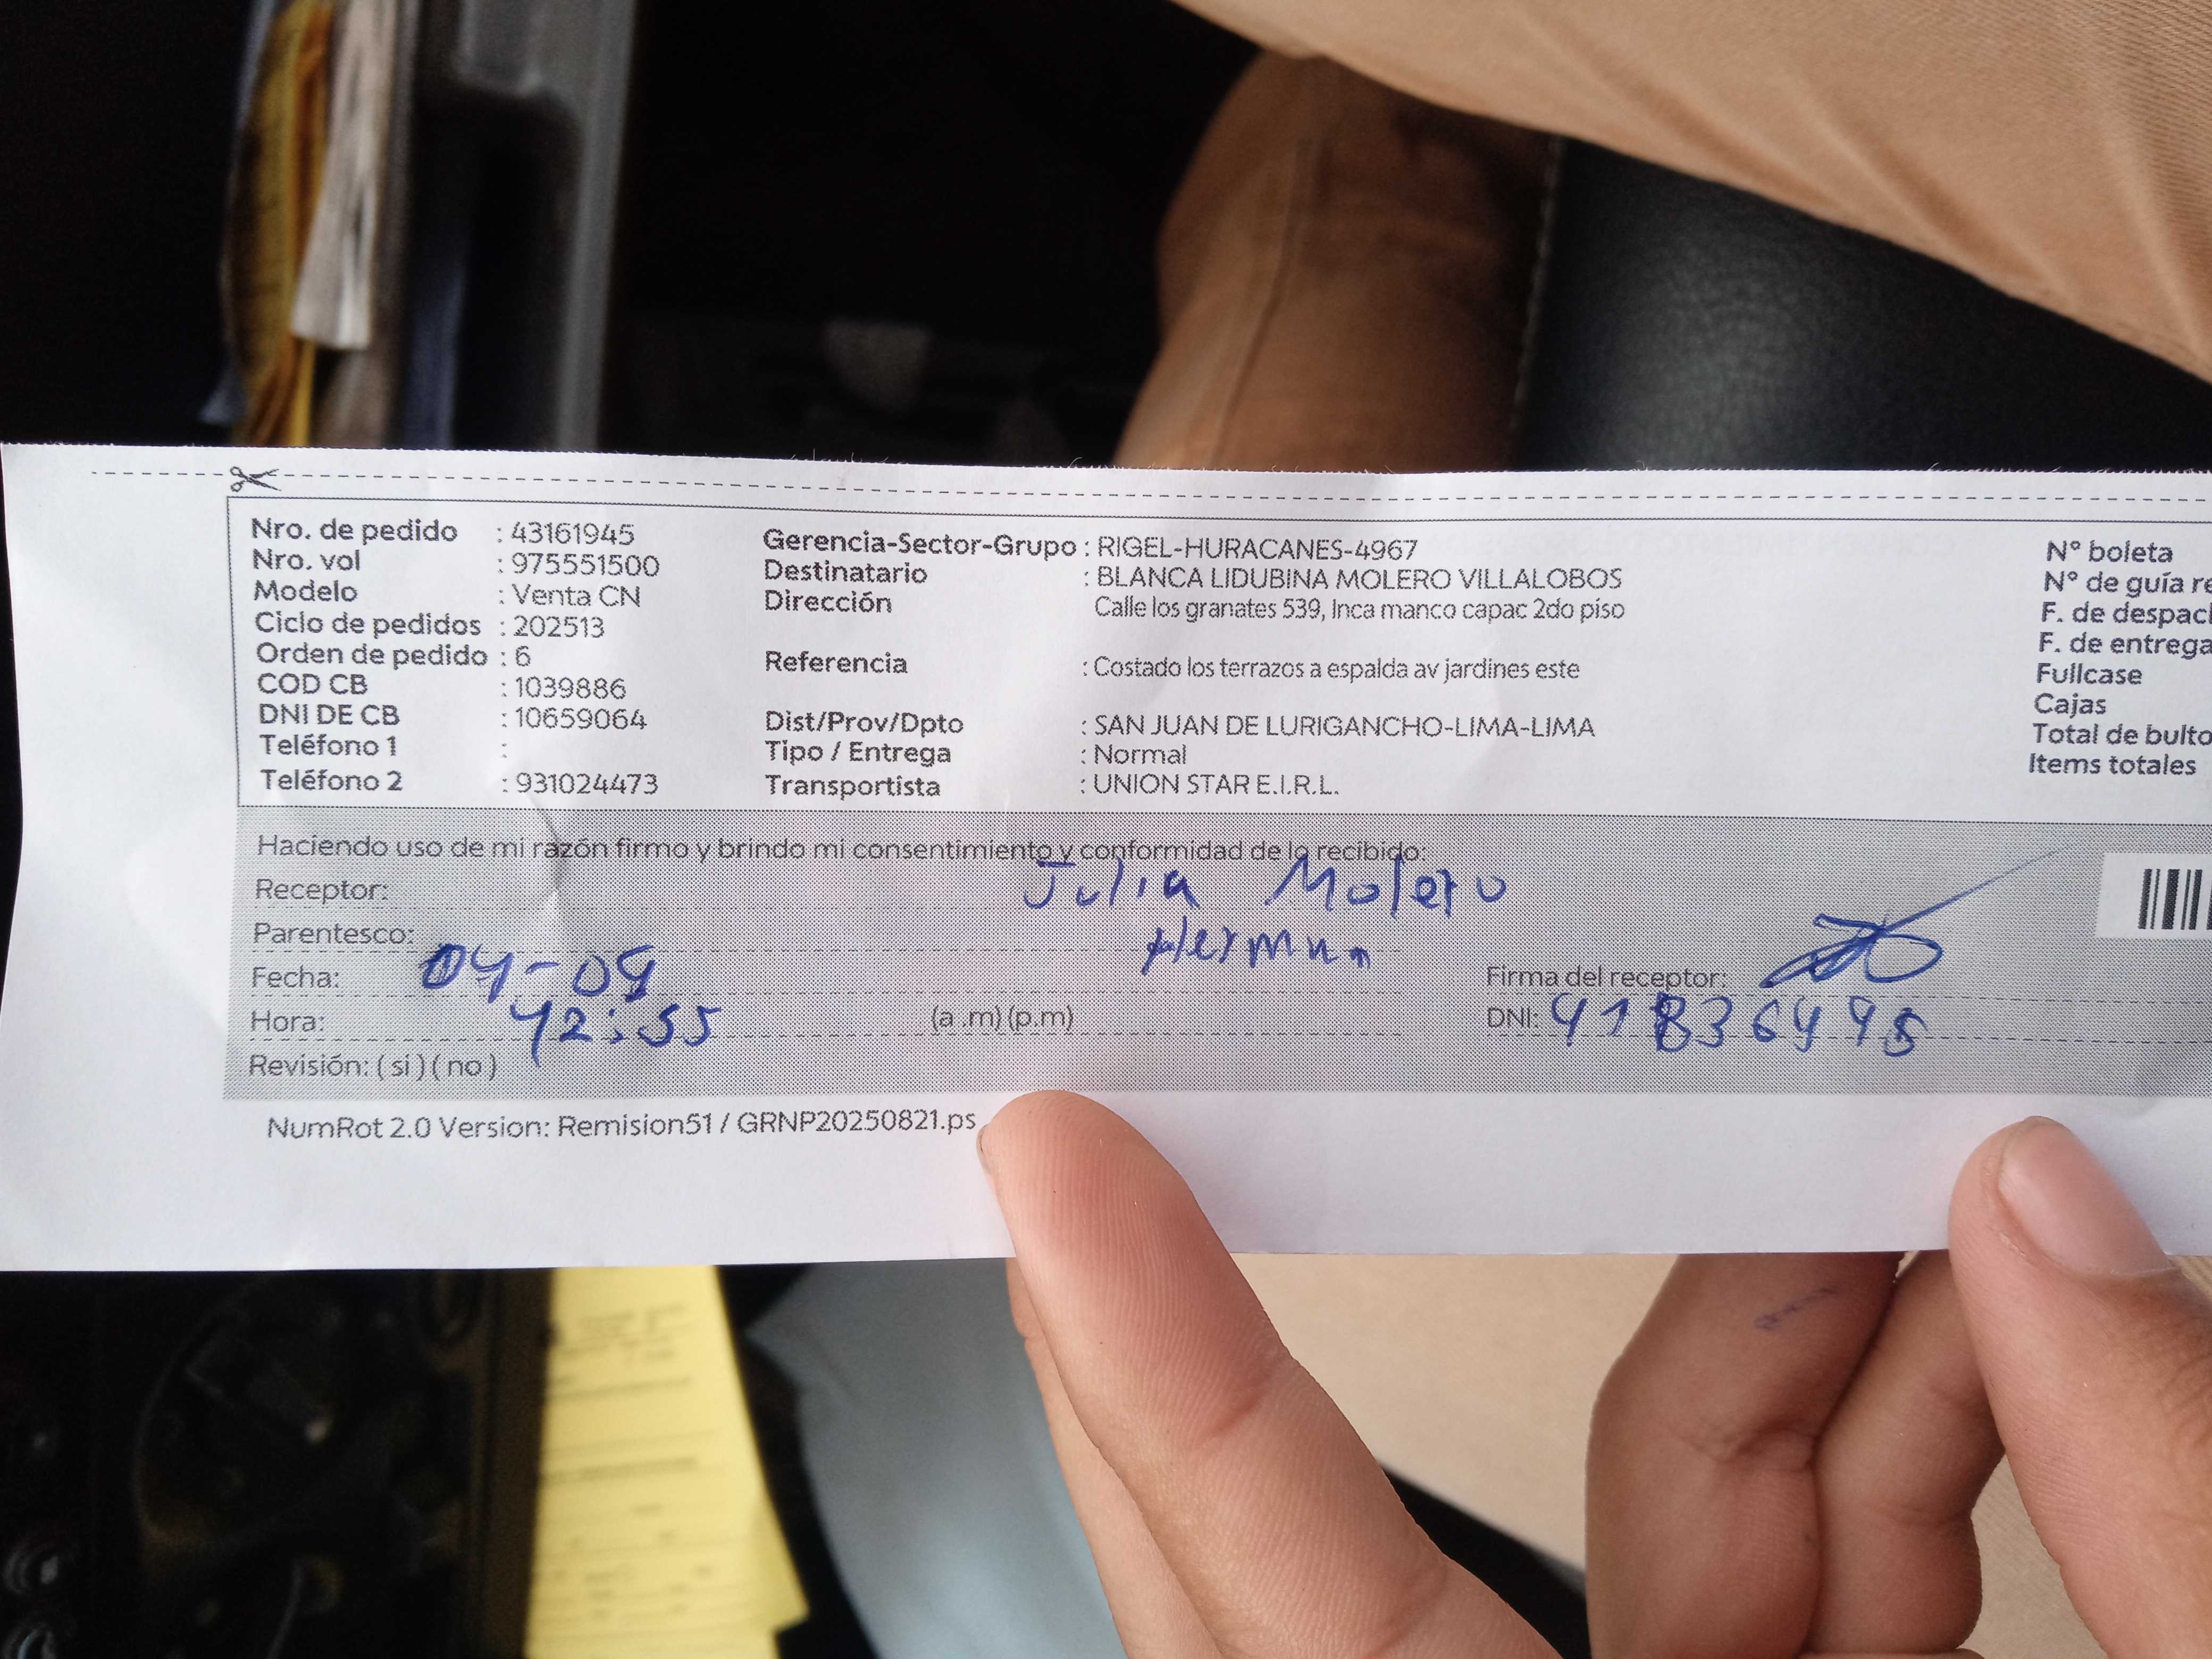 Nro. de pedido : 43161945
Nro. vol : 975551500
Modelo : Venta CN
Ciclo de pedidos : 202513
Orden de pedido : 6
COD CB : 1039886
DNI DE CB : 10659064
Teléfono 1 :
Teléfono 2 : 931024473
Gerencia-Sector-Grupo : RIGEL-HURACANES-4967
Destinatario : BLANCA LIDUBINA MOLERO VILLALOBOS
Dirección Calle los granates 539, Inca manco capac 2do piso
Referencia : Costado los terrazos a espalda av jardines este
Dist/Prov/Dpto : SAN JUAN DE LURIGANCHO-LIMA-LIMA
Tipo / Entrega : Normal
Transportista : UNION STAR E.I.R.L.
N° boleta
N° de guía
F. de
F. de entrega
Fullcase
Cajas
Total de
Items totales
Haciendo uso de mi razón firmo y brindo mi consentimiento y conformidad de lo recibido:
Receptor: Julia Molero
Parentesco:
Fecha: 04-09
Firma del receptor:
Hora: 12:55 (a .m) (p.m)
DNI:
Revisión: ( si ) ( no )
NumRot 2.0 Version: Remision51 / GRNP20250821.ps